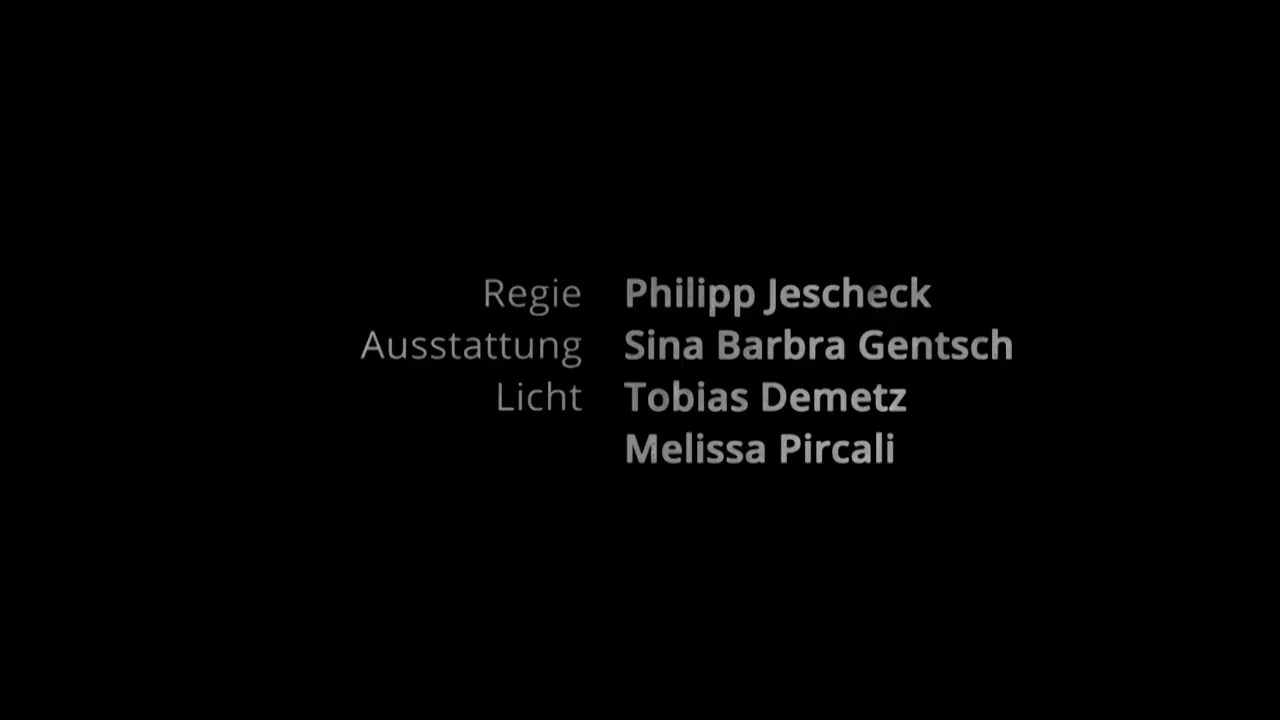 Regie Philipp Jescheck
Ausstattung Sina Barbra Gentsch
Licht Tobias Demetz
Melissa Pircali